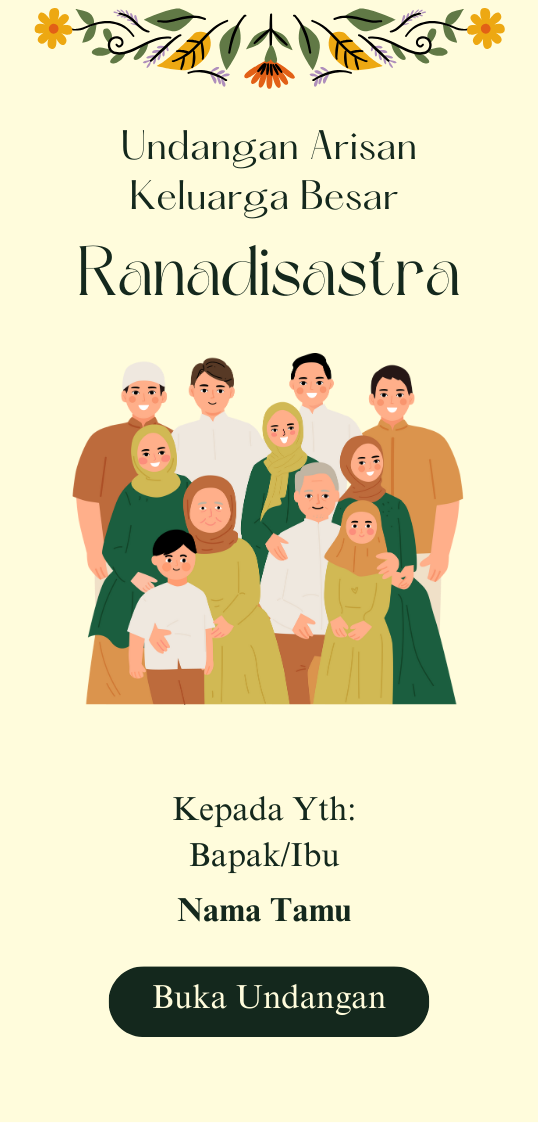 Undangan Arisan
Keluarga Besar
Ranadisastra
Kepada Yth:
Bapak/Ibu
Nama Tamu
Buka Undangan